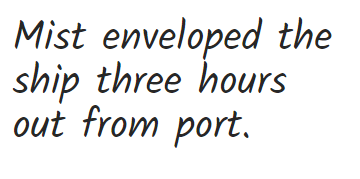 Mist enveloped the
ship three hours
out from port.